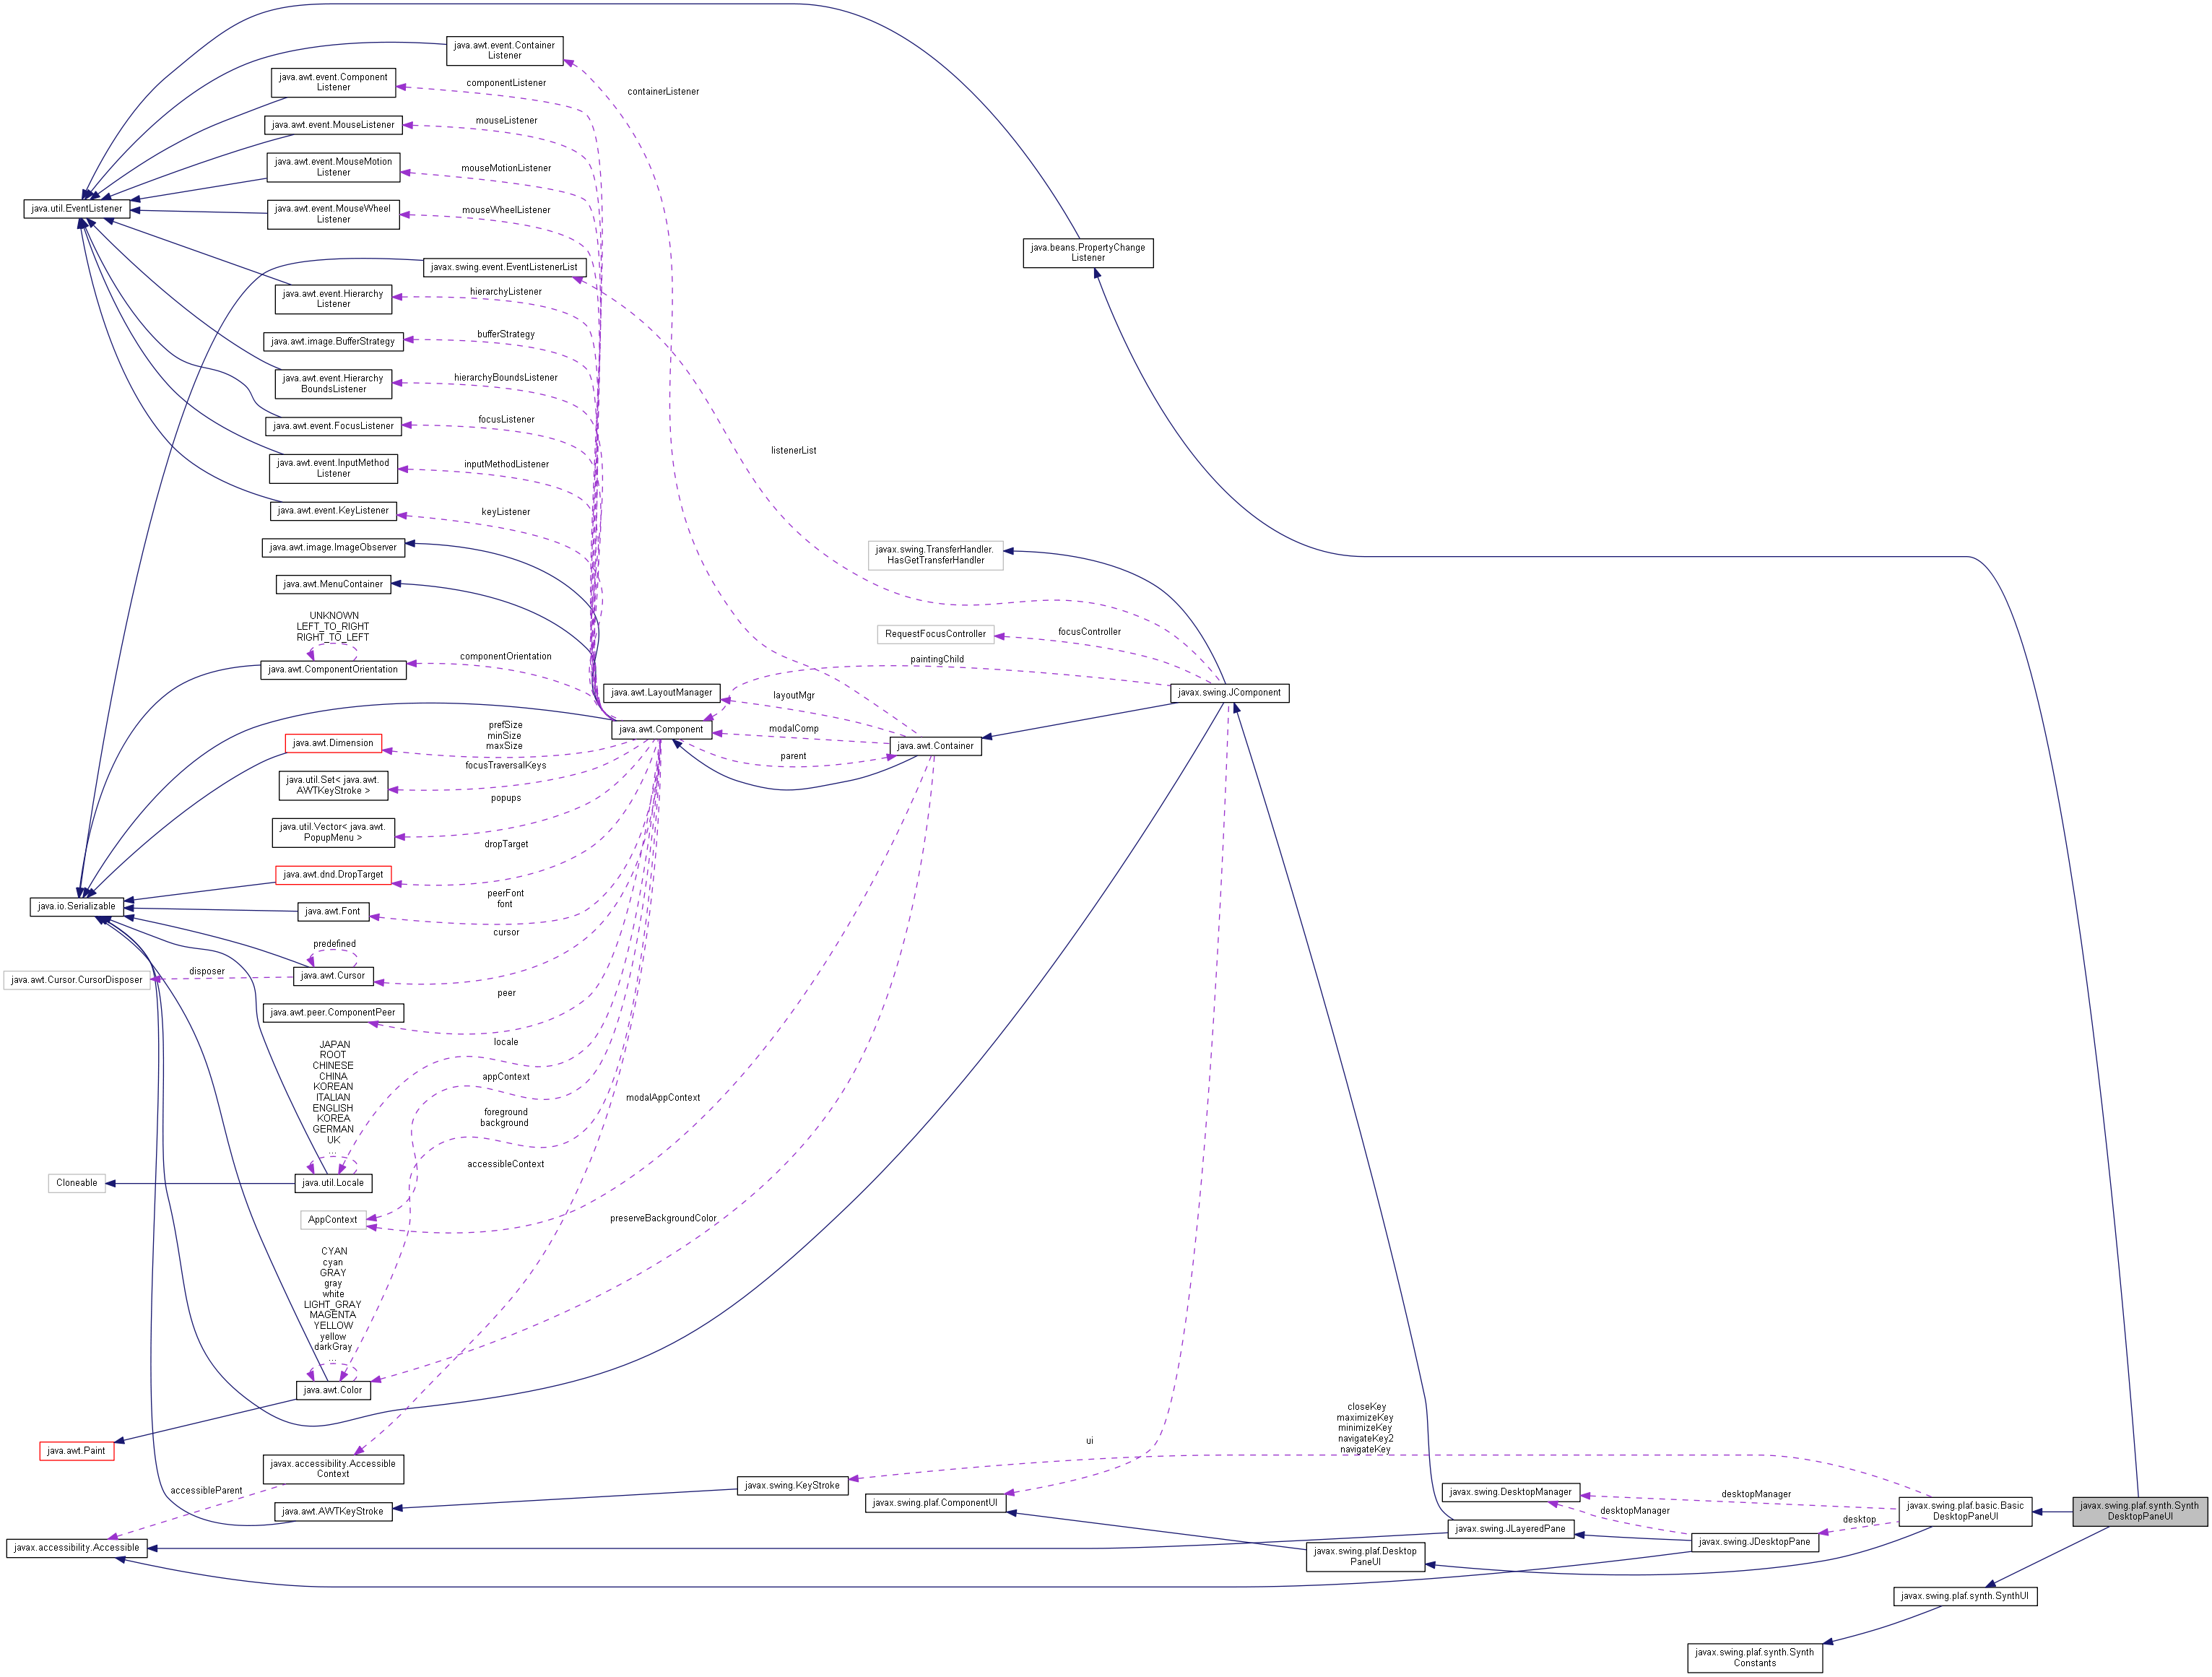 java.awt.event.Container
Listener
java.awt.event.Component
Listener
componentListener
containerListener
java.awt.event.MouseListener
mouseListener
java.awt.event.MouseMotion
Listener
mouseMotionListener
java.util.EventListener
java.awt.event.MouseWheel
Listener
mouseWheelListener
java.beans.PropertyChange
Listener
javax.swing.event.EventListenerList
java.awt.event.Hierarchy
Listener
hierarchyListener
java.awt.image.BufferStrategy
bufferStrategy
java.awt.event.Hierarchy
BoundsListener
hierarchyBoundsListener
java.awt.event.FocusListener
focusListener
listenerList
java.awt.event.InputMethod
Listener
inputMethodListener
java.awt.event.KeyListener
keyListener
java.awt.image.ImageObserver
javax.swing.TransferHandler.
HasGetTransferHandler
java.awt.MenuContainer
UNKNOWN
LEFT_TO_RIGHT
RIGHT_TO_LEFT
java.awt.ComponentOrientation
componentOrientation
RequestFocusController
focusController
paintingChild
java.awt.LayoutManager
layoutMgr
javax.swing.JComponent
java.awt.Component
modalComp
parent
java.awt.Container
prefSize
minSize
maxSize
java.awt.Dimension
focusTraversalKeys
java.util.Set< java.awt.
AWTKeyStroke >
popups
java.util.Vector< java.awt.
PopupMenu >
dropTarget
java.awt.dnd.DropTarget
java.io.Serializable
peerFont
font
java.awt.Font
cursor
predefined
java.awt.Cursor
disposer
java.awt.Cursor.CursorDisposer
peer
java.awt.peer.ComponentPeer
locale
JAPAN
ROOT
CHINESE
CHINA
KOREAN
ITALIAN
ENGLISH
KOREA
GERMAN
UK
...
java.util.Locale
Cloneable
appContext
foreground
background
modalAppContext
accessibleContext
AppContext
preserveBackgroundColor
CYAN
cyan
GRAY
gray
white
LIGHT_GRAY
MAGENTA
YELLOW
yellow
darkGray
...
java.awt.Color
java.awt.Paint
javax.accessibility.Accessible
Context
accessibleParent
java.awt.AWTKeyStroke
javax.accessibility.Accessible
javax.swing.KeyStroke
ui
javax.swing.plaf.ComponentUI
closeKey
maximizeKey
minimizeKey
navigateKey2
navigateKey
javax.swing.DesktopManager
desktopManager
desktopManager
javax.swing.JLayeredPane
javax.swing.plaf.Desktop
PaneUI
javax.swing.JDesktopPane
desktop
javax.swing.plaf.basic.Basic
DesktopPaneUI
javax.swing.plaf.synth.Synth
DesktopPaneUI
javax.swing.plaf.synth.SynthUI
javax.swing.plaf.synth.Synth
Constants